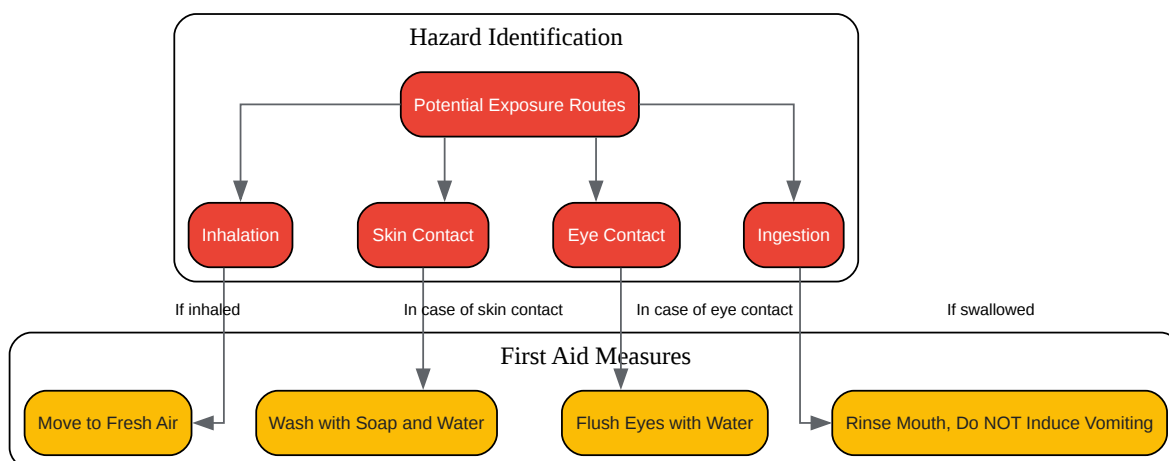 Hazard Identification
Potential Exposure Routes
Inhalation
Skin Contact
Eye Contact
Ingestion
If inhaled
In case of skin contact
In case of eye contact
If swallowed
First Aid Measures
Move to Fresh Air
Wash with Soap and Water
Flush Eyes with Water
Rinse Mouth, Do NOT Induce Vomiting